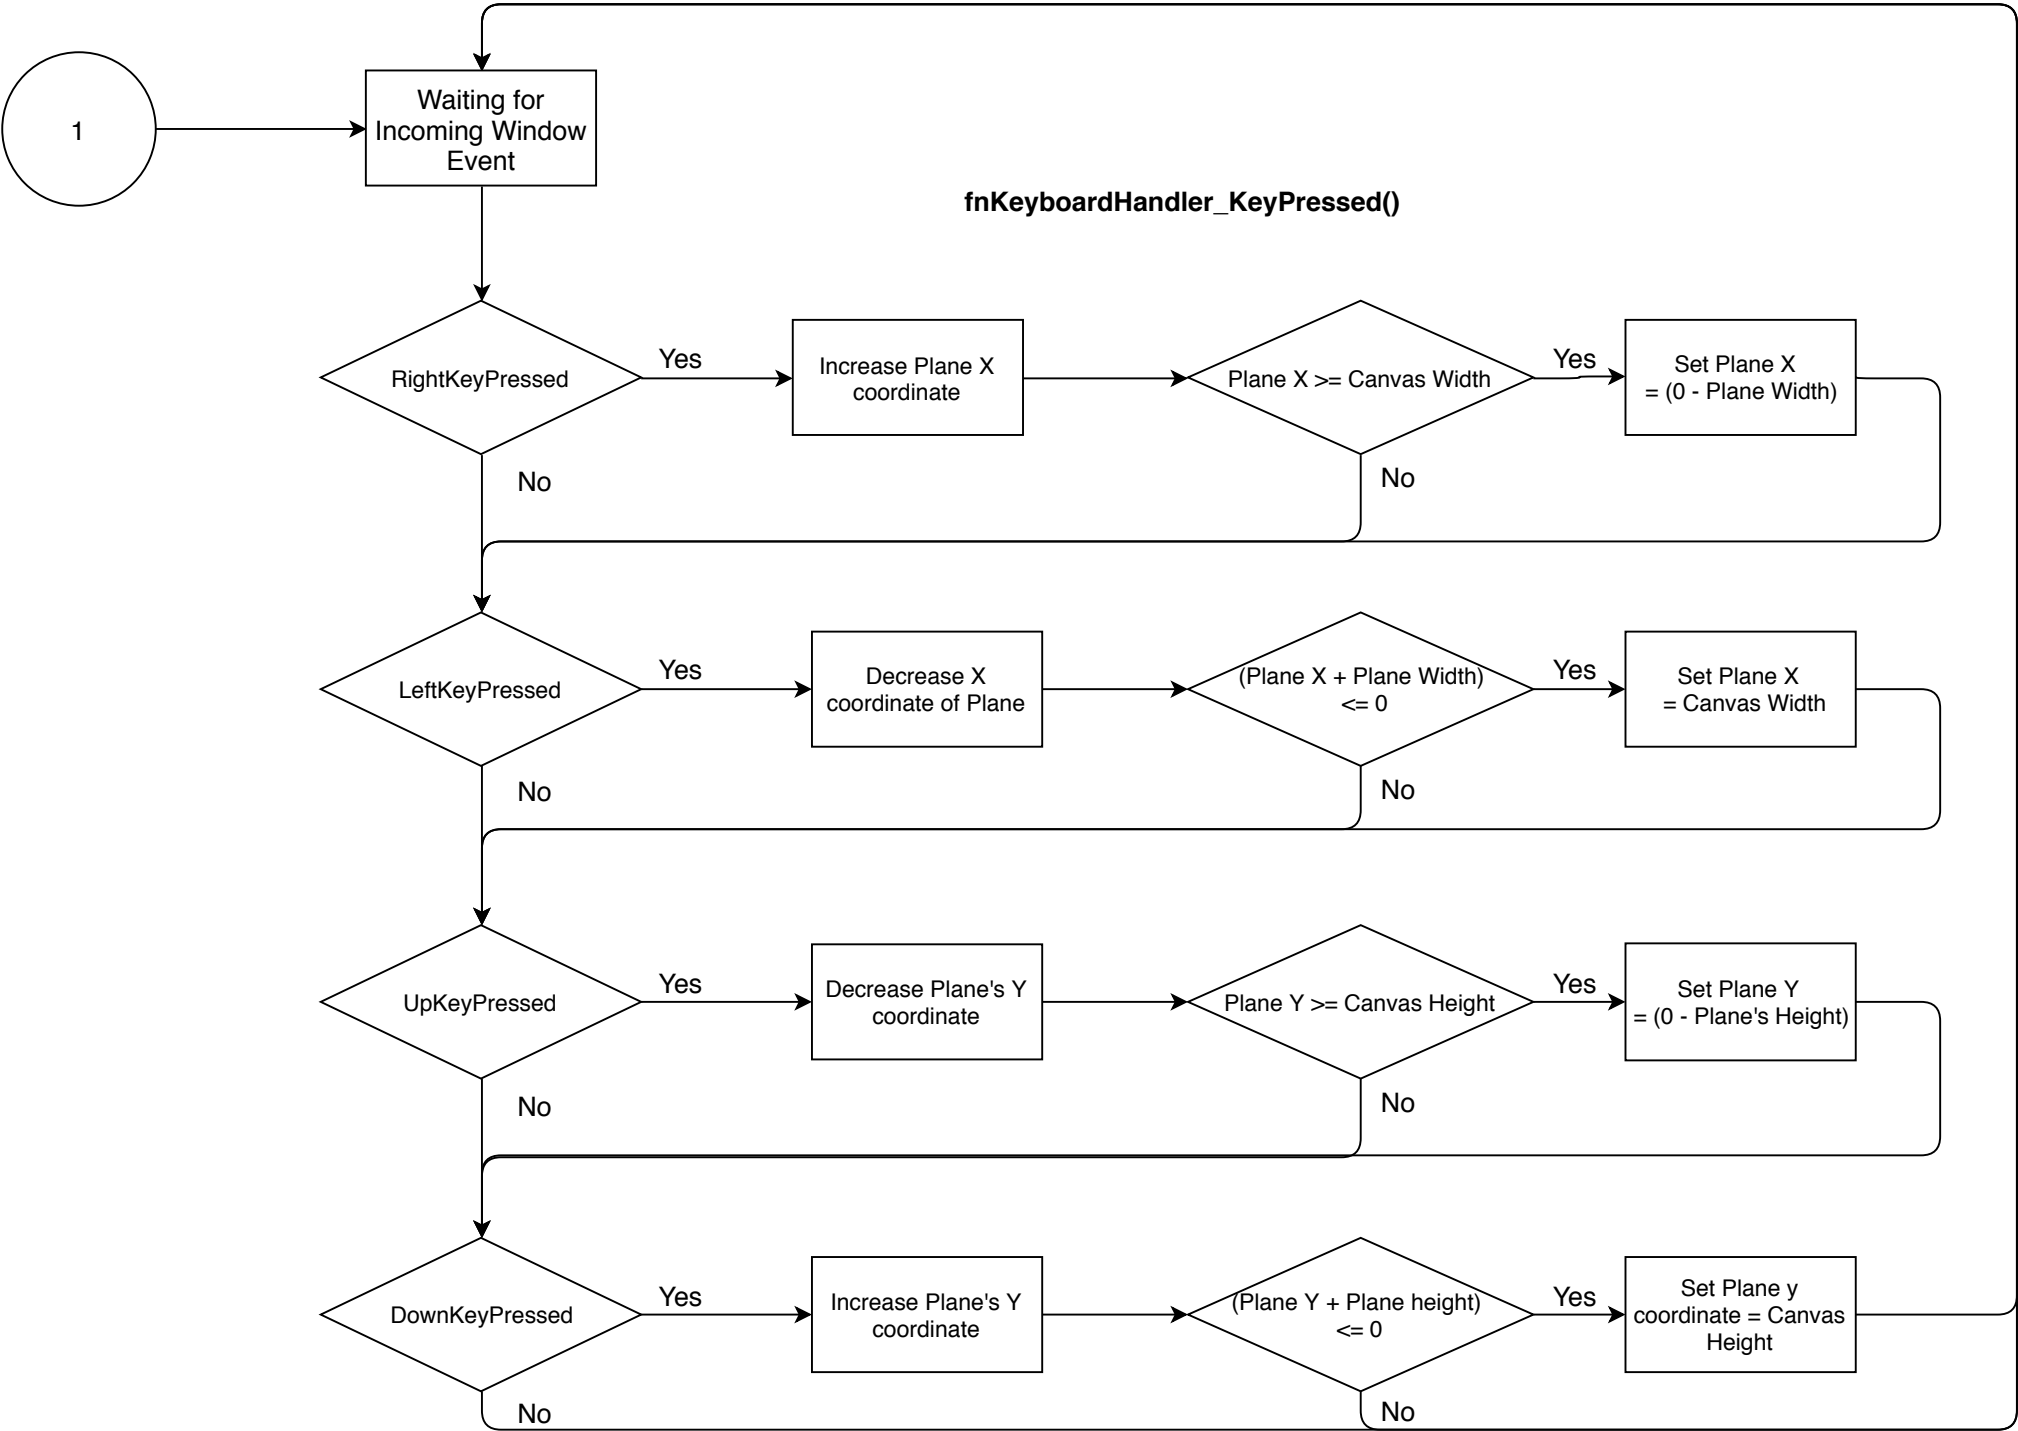 1
Waiting for
Incoming Window
Event
fnKeyboardHandler_KeyPressed()
RightKeyPressed
Yes
Increase Plane X
coordinate
Plane X >= Canvas Width
Yes
Set Plane X
= (0 - Plane Width)
No
No
LeftKeyPressed
Yes
Decrease X
coordinate of Plane
(Plane X + Plane Width)
<= 0
Yes
Set Plane X
= Canvas Width
No
No
UpKeyPressed
Yes
Decrease Plane's Y
coordinate
Plane Y >= Canvas Height
Yes
Set Plane Y
= (0 - Plane's Height)
No
No
DownKeyPressed
Yes
Increase Plane's Y
coordinate
(Plane Y + Plane height)
<= 0
Yes
Set Plane y
coordinate = Canvas
Height
No
No